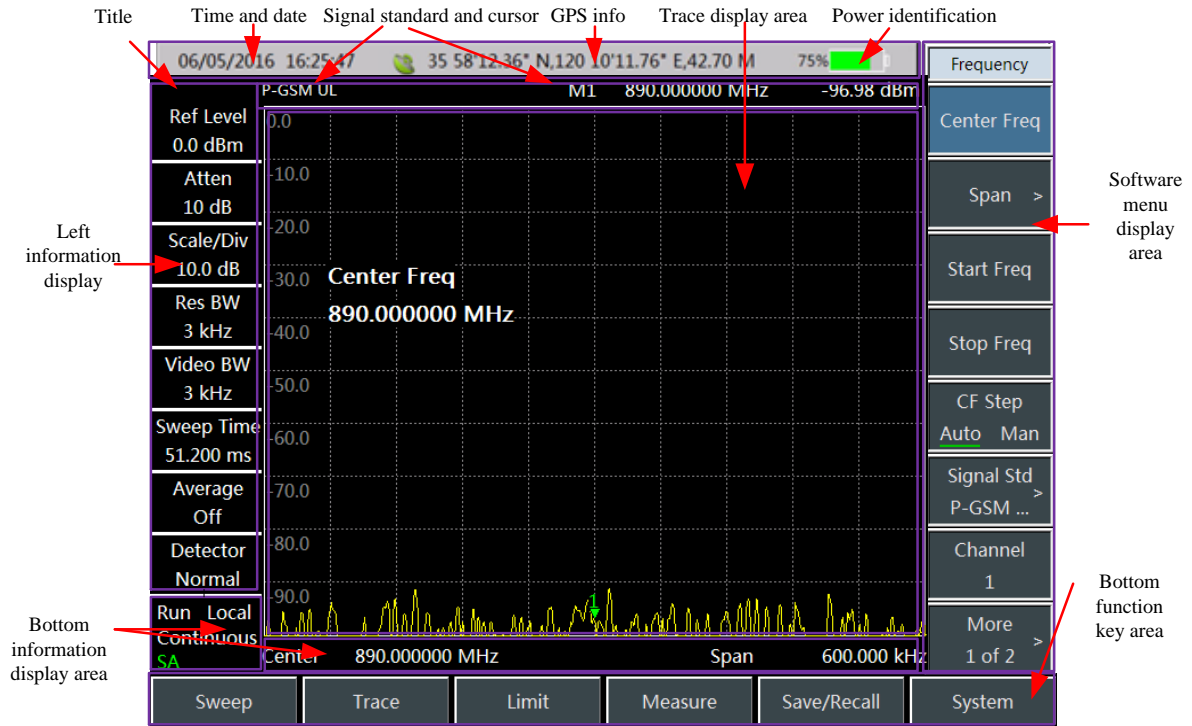 Title
Time and date
Signal standard and cursor
GPS info
Trace display area
Power identification
06/05/2016 16:25:47
35 58'12.36" N,120 10'11.76" E,42.70 M
75%
Frequency
P-GSM UL
M1 890.000000 MHz -96.98 dBm
Ref Level
0.0 dBm
Atten
10 dB
Scale/Div
10.0 dB
Res BW
3 kHz
Video BW
3 kHz
Sweep Time
51.200 ms
Average
Off
Detector
Normal
Run Local
Continuous
SA
Left
information
display
Bottom
information
display area
0.0
-10.0
-20.0
-30.0
-40.0
-50.0
-60.0
-70.0
-80.0
-90.0
Center Freq
890.000000 MHz
1
Center 890.000000 MHz
Span 600.000 kHz
Center Freq
Span >
Start Freq
Stop Freq
CF Step
Auto Man
Signal Std
>
P-GSM ...
Channel
1
More
>
1 of 2
Software
menu
display
area
Bottom
function
key area
Sweep
Trace
Limit
Measure
Save/Recall
System